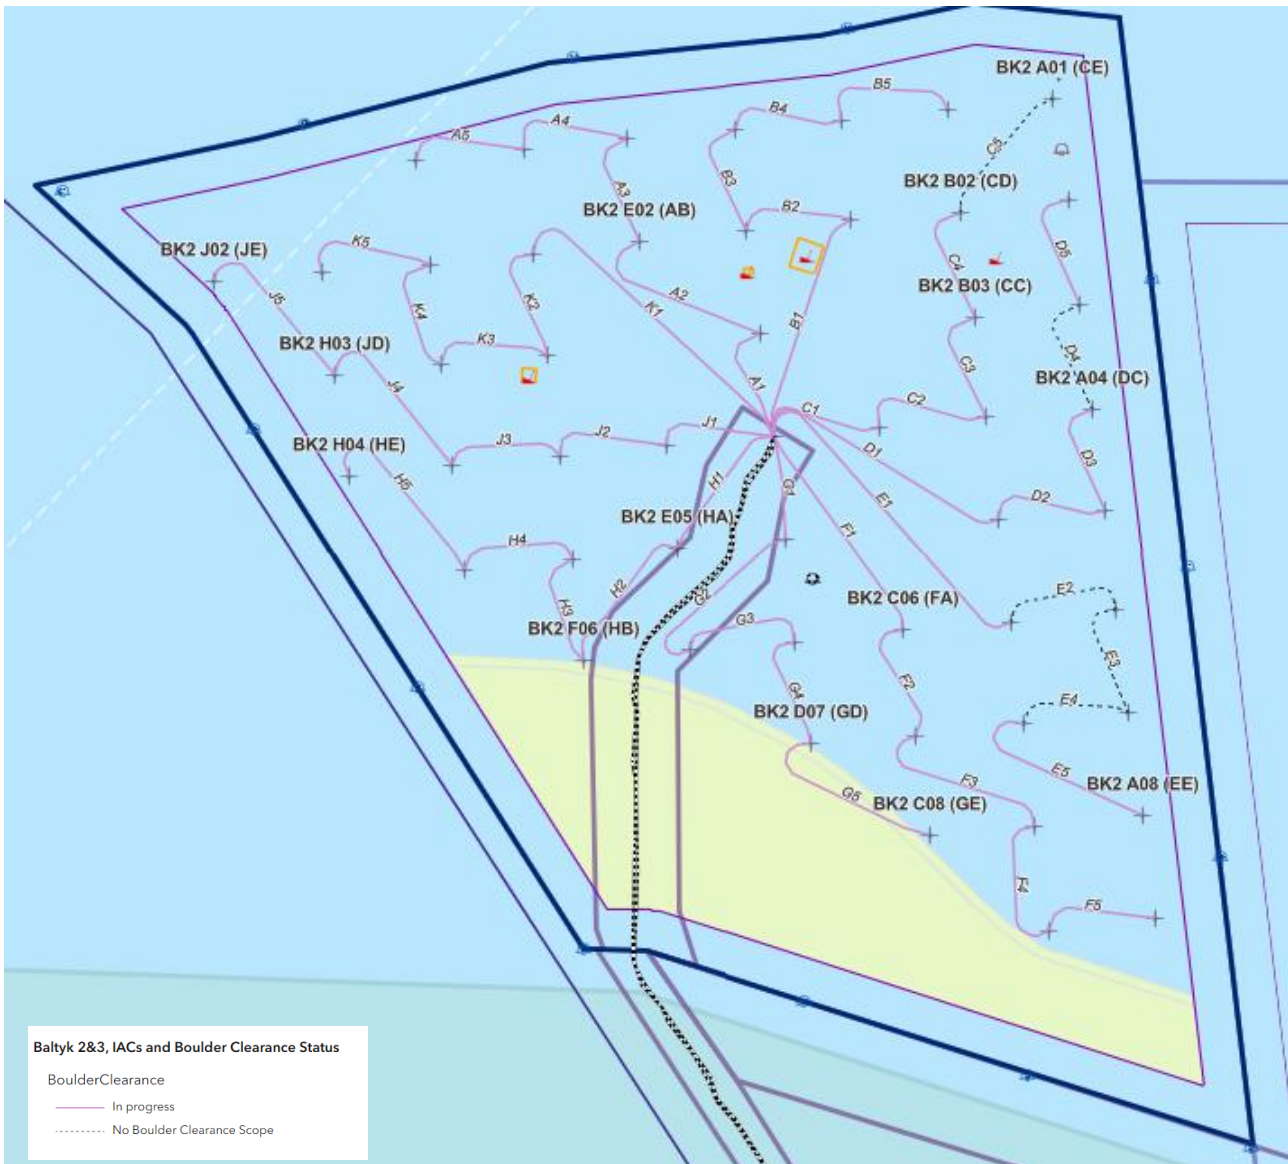 BK2 A01 (CE)
B5
B4
A4
A5
C5
B3
BK2 B02 (CD)
A3
BK2 E02 (AB)
B2
K5
BK2 J02 (JE)
D5
C4
BK2 B03 (CC)
J5
K4
K2
A2
K1
B1
K3
BK2 H03 (JD)
D4
C3
BK2 A04 (DC)
J4
A1
C2
C1
J1
J2
J3
BK2 H04 (HE)
D1
D3
H5
H1
G1
E1
D2
BK2 E05 (HA)
F1
H4
H2
G2
E2
BK2 C06 (FA)
H3
G3
BK2 F06 (HB)
E3
F2
G4
E4
BK2 D07 (GD)
E5
F3
BK2 A08 (EE)
G5
BK2 C08 (GE)
F4
F5
Baltyk 2&3, IACs and Boulder Clearance Status
BoulderClearance
In progress
No Boulder Clearance Scope